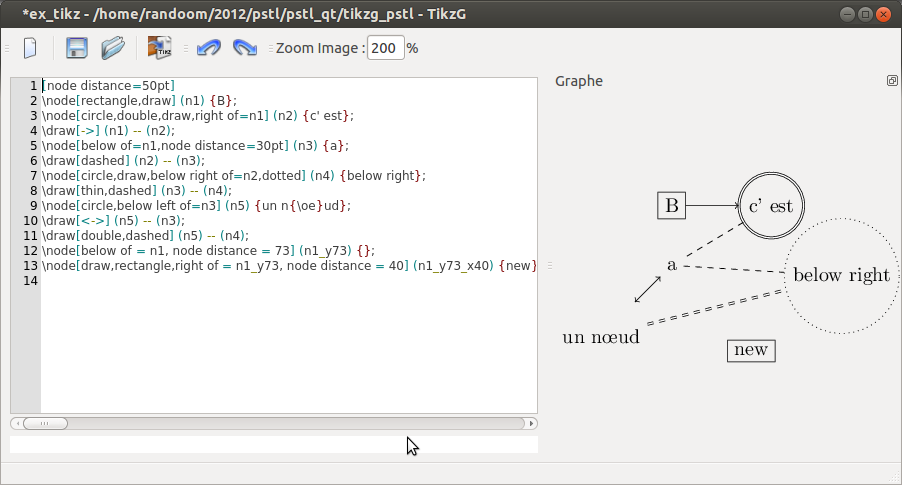 *ex_tikz - /home/randoom/2012/pstl/pstl_qt/tikzg_pstl - TikzG
TikZ Zoom Image : 200 %
Graphe
1 [node distance=50pt]
2 \node[rectangle,draw] (n1) {B};
3 \node[circle,double,draw,right of=n1] (n2) {c' est};
4 \draw[->] (n1) -- (n2);
5 \node[below of=n1,node distance=30pt] (n3) {a};
6 \draw[dashed] (n2) -- (n3);
7 \node[circle,draw,below right of=n2,dotted] (n4) {below right};
8 \draw[thin,dashed] (n3) -- (n4);
9 \node[circle,below left of=n3] (n5) {un n{\oe}ud};
10 \draw[<->] (n5) -- (n3);
11 \draw[double,dashed] (n5) -- (n4);
12 \node[below of = n1, node distance = 73] (n1_y73) {};
13 \node[draw,rectangle,right of = n1_y73, node distance = 40] (n1_y73_x40) {new}
14
B c' est
a below right
un nœud
new